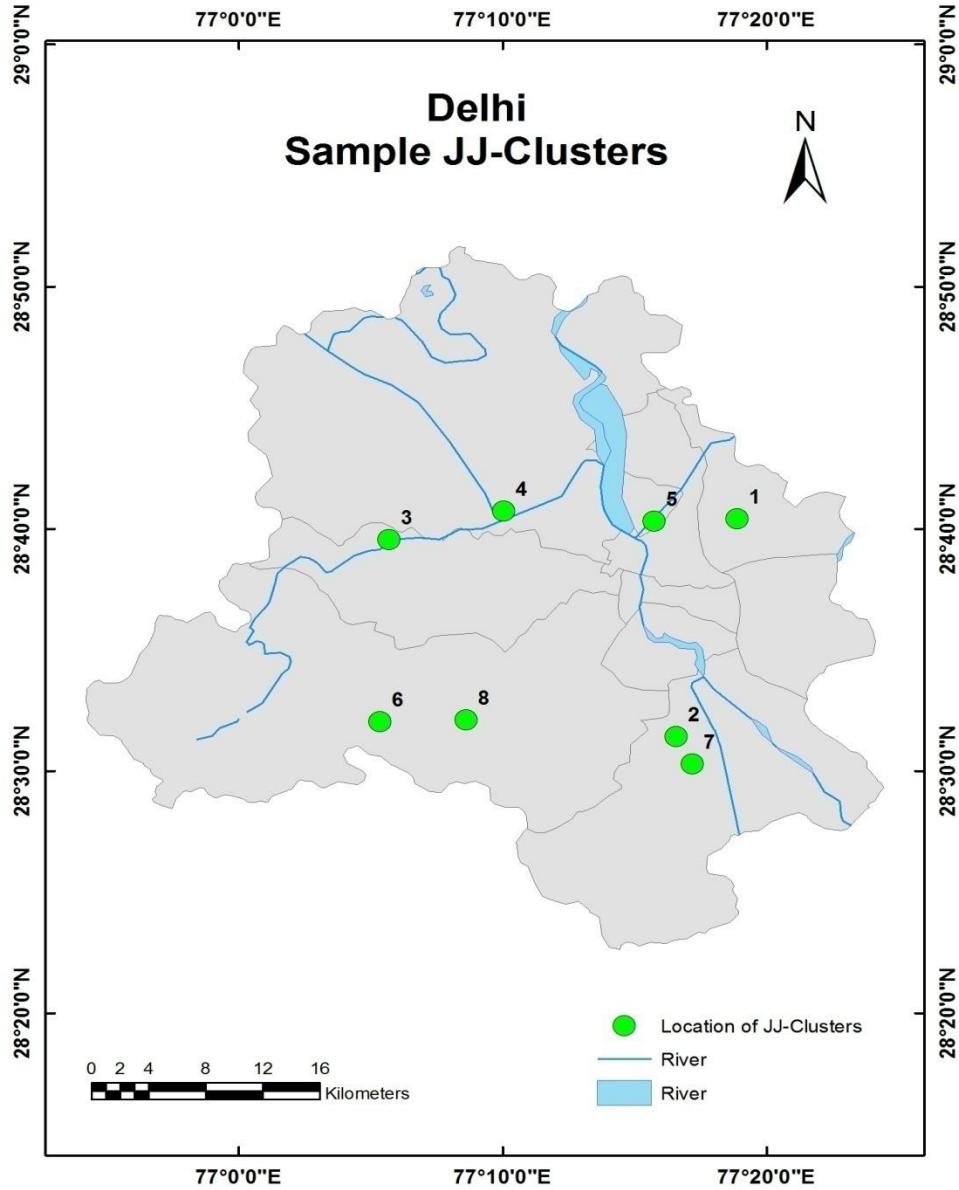 77°0'0"E 77°10'0"E 77°20'0"E
29°0'0"N 29°0'0"N
Delhi
Sample JJ-Clusters
N
28°50'0"N 28°50'0"N
4
5
1
3
28°40'0"N 28°40'0"N
6
8
2
7
28°30'0"N 28°30'0"N
28°20'0"N 28°20'0"N
Location of JJ-Clusters
River
River
0 2 4 8 12 16
Kilometers
77°0'0"E 77°10'0"E 77°20'0"E